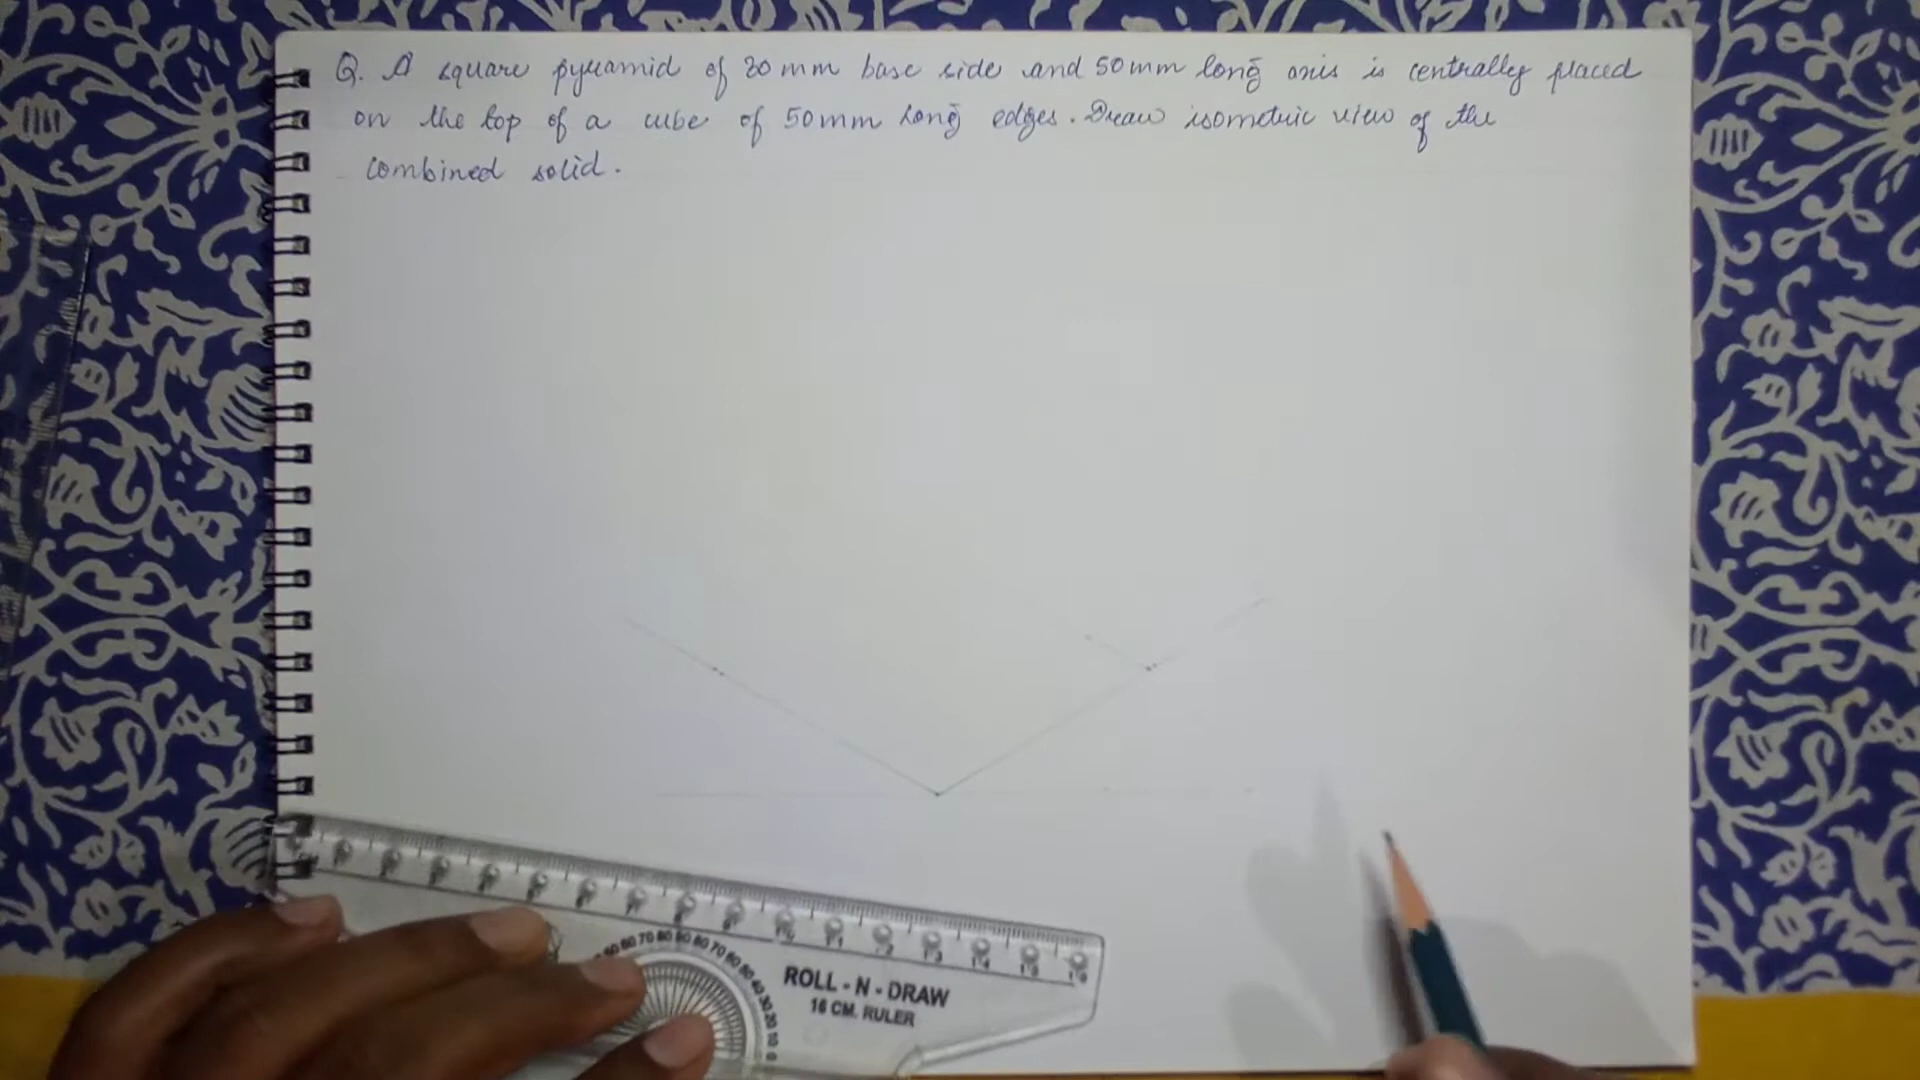 Q. A square pyramid of 30 mm base side and 50 mm long axis is centrally placed
on the top of a cube of 50 mm long edges. Draw isometric view of the
combined solid.
ROLL - N - DRAW
16 CM. RULER